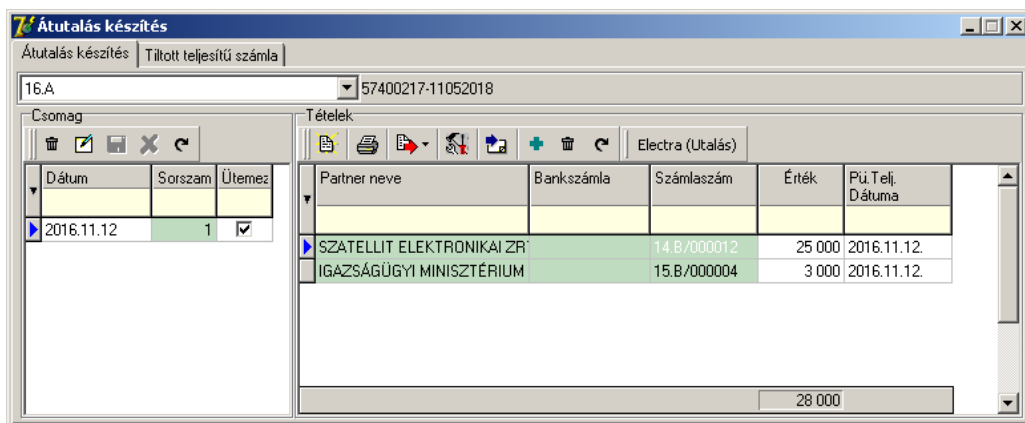 Átutalás készítés
Átutalás készítés Tiltott teljesítű számla
16.A 57400217-11052018
Csomag Tételek
Electra (Utalás)
Dátum Sorszam Ütemez Partner neve Bankszámla Számlaszám Érték Pü.Telj. Dátuma
2016.11.12 1
SZATELLIT ELEKTRONIKAI ZR 14.B/000012 25 000 2016.11.12.
IGAZSÁGÜGYI MINISZTÉRIUM 15.B/000004 3 000 2016.11.12.
28 000